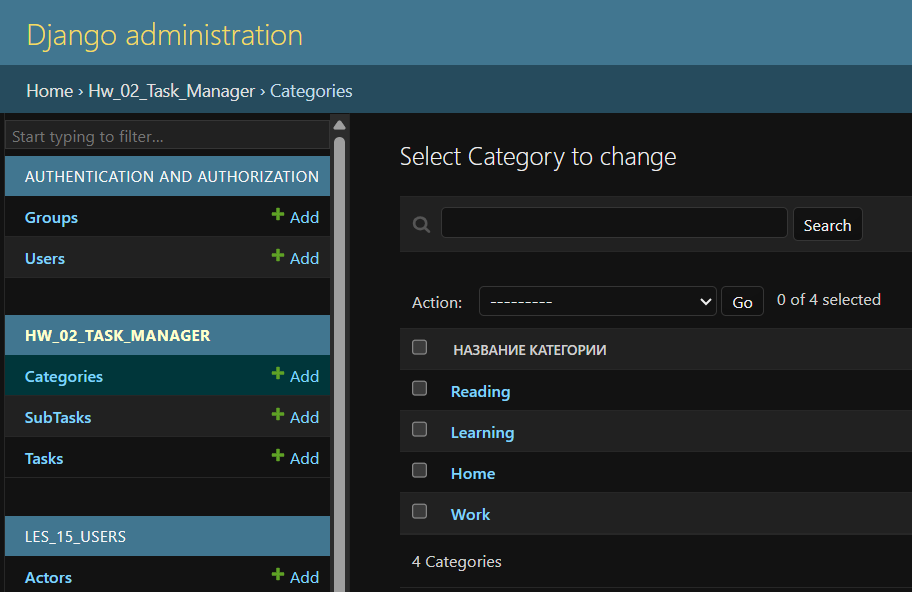 Django administration
Home › Hw_02_Task_Manager › Categories
Start typing to filter...
AUTHENTICATION AND AUTHORIZATION
Groups Add
Users Add
HW_02_TASK_MANAGER
Categories Add
SubTasks Add
Tasks Add
LES_15_USERS
Actors Add
Select Category to change
Search
Action: --------- Go 0 of 4 selected
НАЗВАНИЕ КАТЕГОРИИ
Reading
Learning
Home
Work
4 Categories